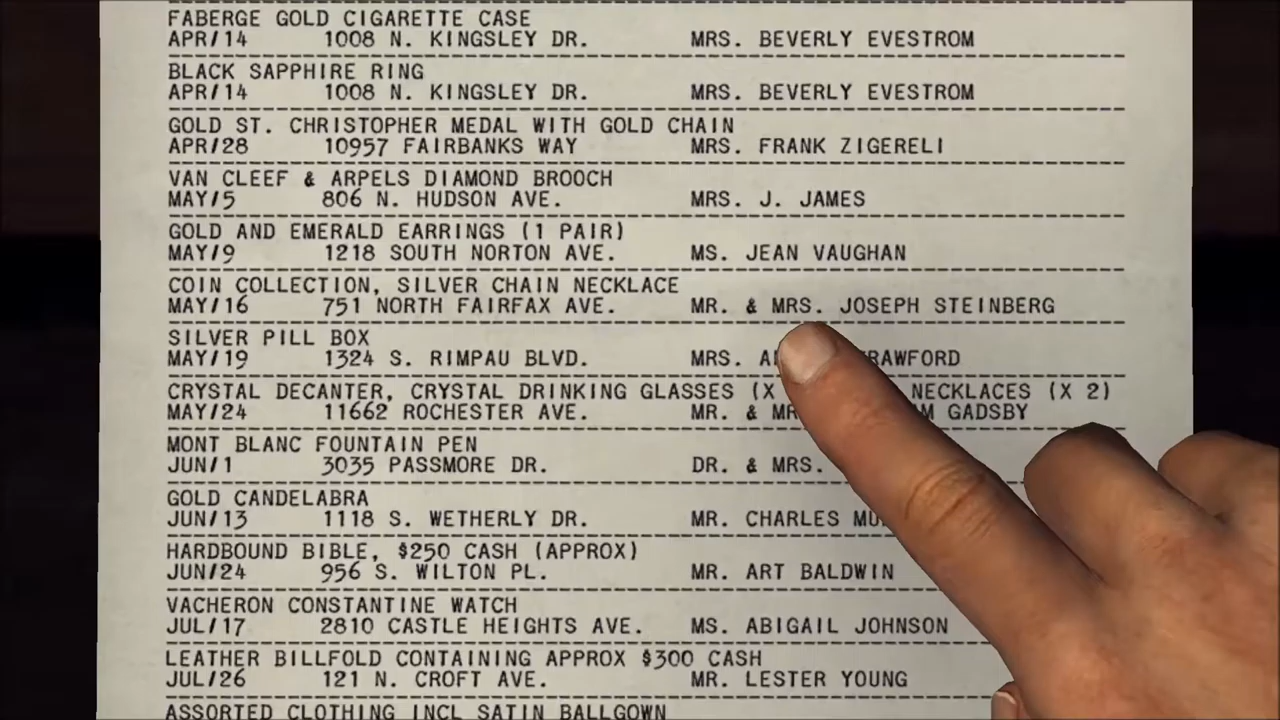 FABERGE GOLD CIGARETTE CASE
APR/14 1008 N. KINGSLEY DR. MRS. BEVERLY EVESTROM
BLACK SAPPHIRE RING
APR/14 1008 N. KINGSLEY DR. MRS. BEVERLY EVESTROM
GOLD ST. CHRISTOPHER MEDAL WITH GOLD CHAIN
APR/28 10957 FAIRBANKS WAY MRS. FRANK ZIGERELI
VAN CLEEF & ARPELS DIAMOND BROOCH
MAY/5 806 N. HUDSON AVE. MRS. J. JAMES
GOLD AND EMERALD EARRINGS (1 PAIR)
MAY/9 1218 SOUTH NORTON AVE. MS. JEAN VAUGHAN
COIN COLLECTION, SILVER CHAIN NECKLACE
MAY/16 751 NORTH FAIRFAX AVE. MR. & MRS. JOSEPH STEINBERG
SILVER PILL BOX
MAY/19 1324 S. RIMPAU BLVD. MRS.
CRYSTAL DECANTER, CRYSTAL DRINKING GLASSES (X NECKLACES (X 2)
MAY/24 11662 ROCHESTER AVE. MR. & GADSBY
MONT BLANC FOUNTAIN PEN
JUN/1 3035 PASSMORE DR. DR. & MRS.
GOLD CANDELABRA
JUN/13 1118 S. WETHERLY DR. MR. CHARLES
HARDBOUND BIBLE, $250 CASH (APPROX)
JUN/24 956 S. WILTON PL. MR. ART BALDWIN
VACHERON CONSTANTINE WATCH
JUL/17 2810 CASTLE HEIGHTS AVE. MS. ABIGAIL JOHNSON
LEATHER BILLFOLD CONTAINING APPROX $300 CASH
JUL/26 121 N. CROFT AVE. MR. LESTER YOUNG
ASSORTED CLOTHING INCL SATIN BALLGOWN